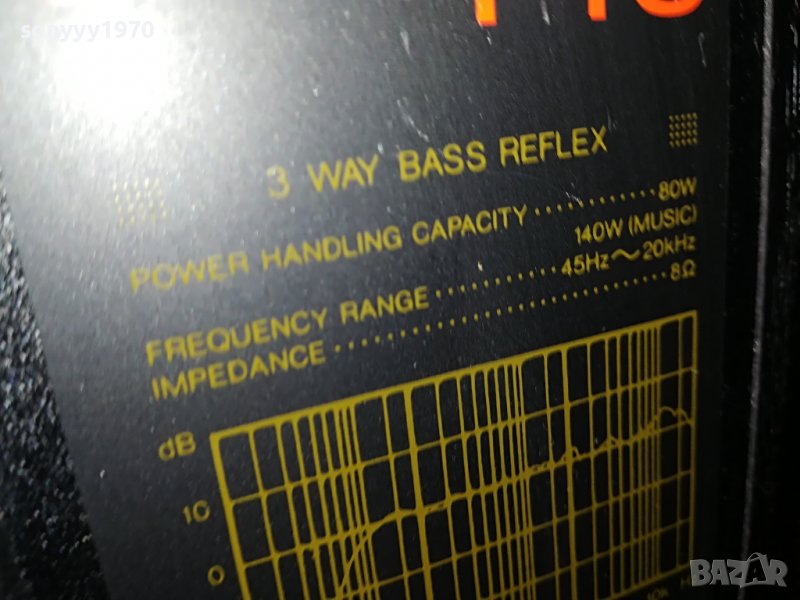 sonyyy1970
3 WAY BASS REFLEX
POWER HANDLING CAPACITY ············ 80W
140W (MUSIC)
FREQUENCY RANGE ············ 45Hz～20kHz
IMPEDANCE ···························· 8Ω
dB
10
0
10k
BAZAR